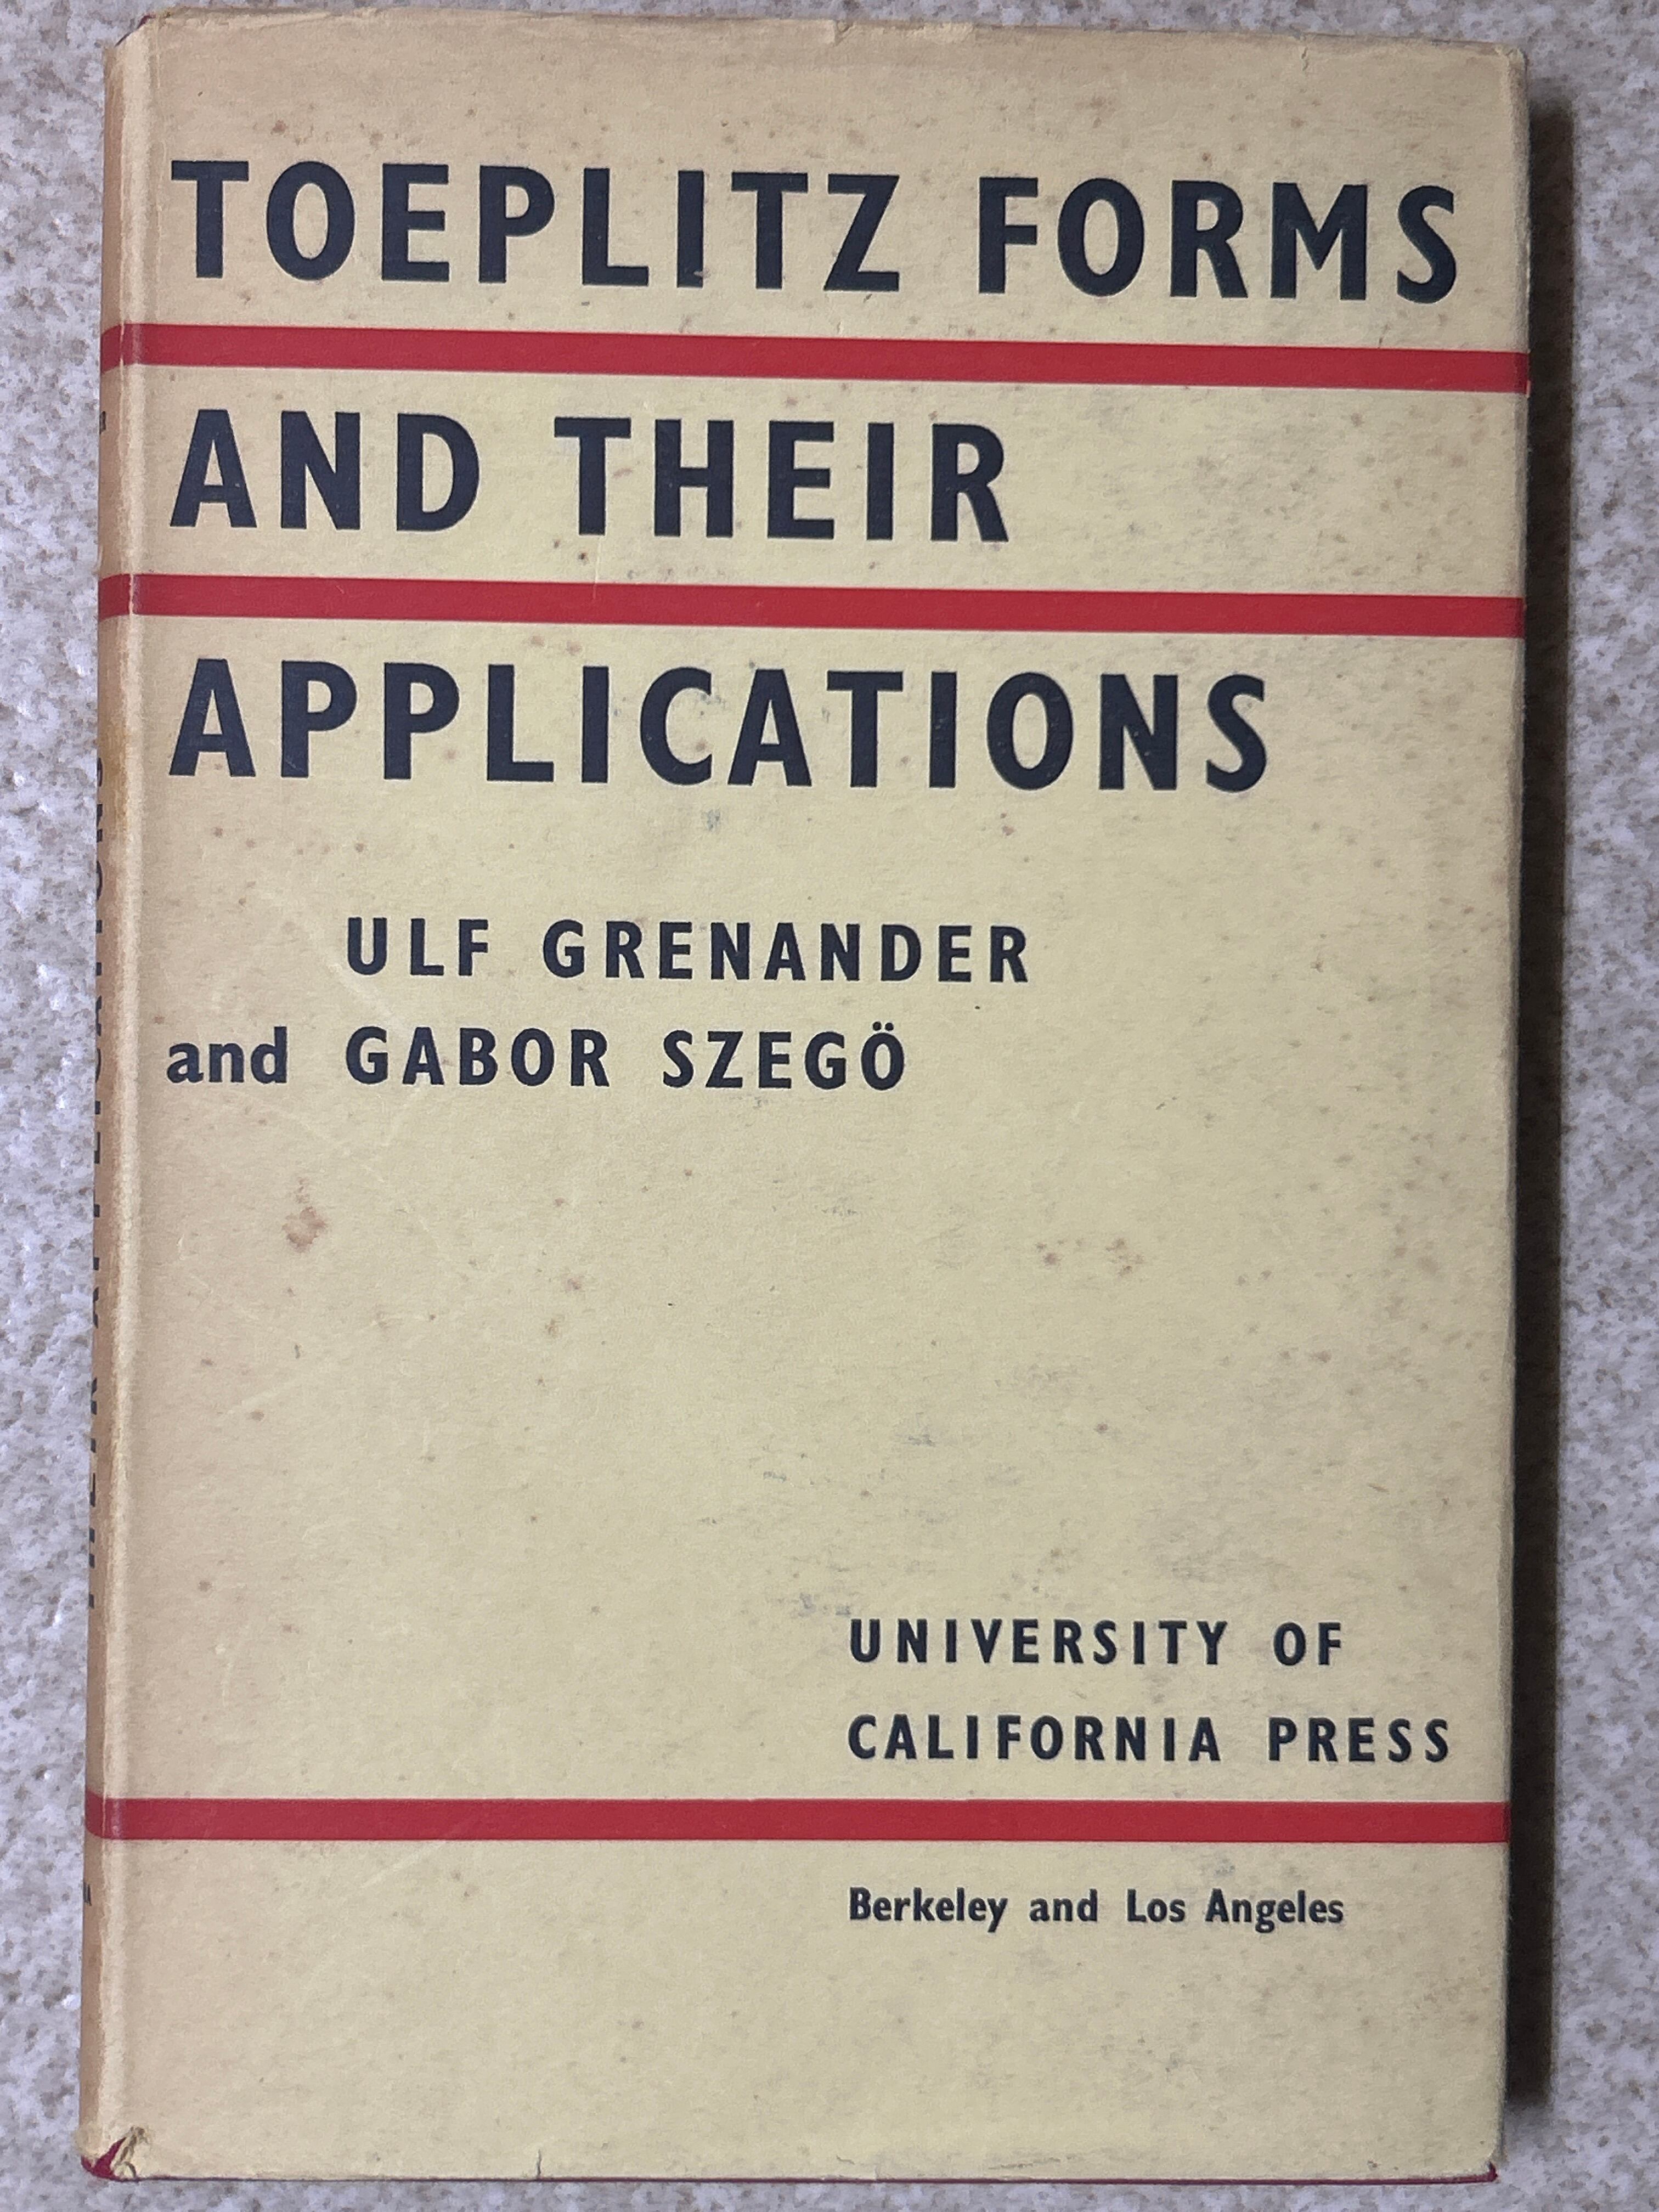 TOEPLITZ FORMS
AND THEIR
APPLICATIONS
ULF GRENANDER
and GABOR SZEGÖ
UNIVERSITY OF
CALIFORNIA PRESS
Berkeley and Los Angeles